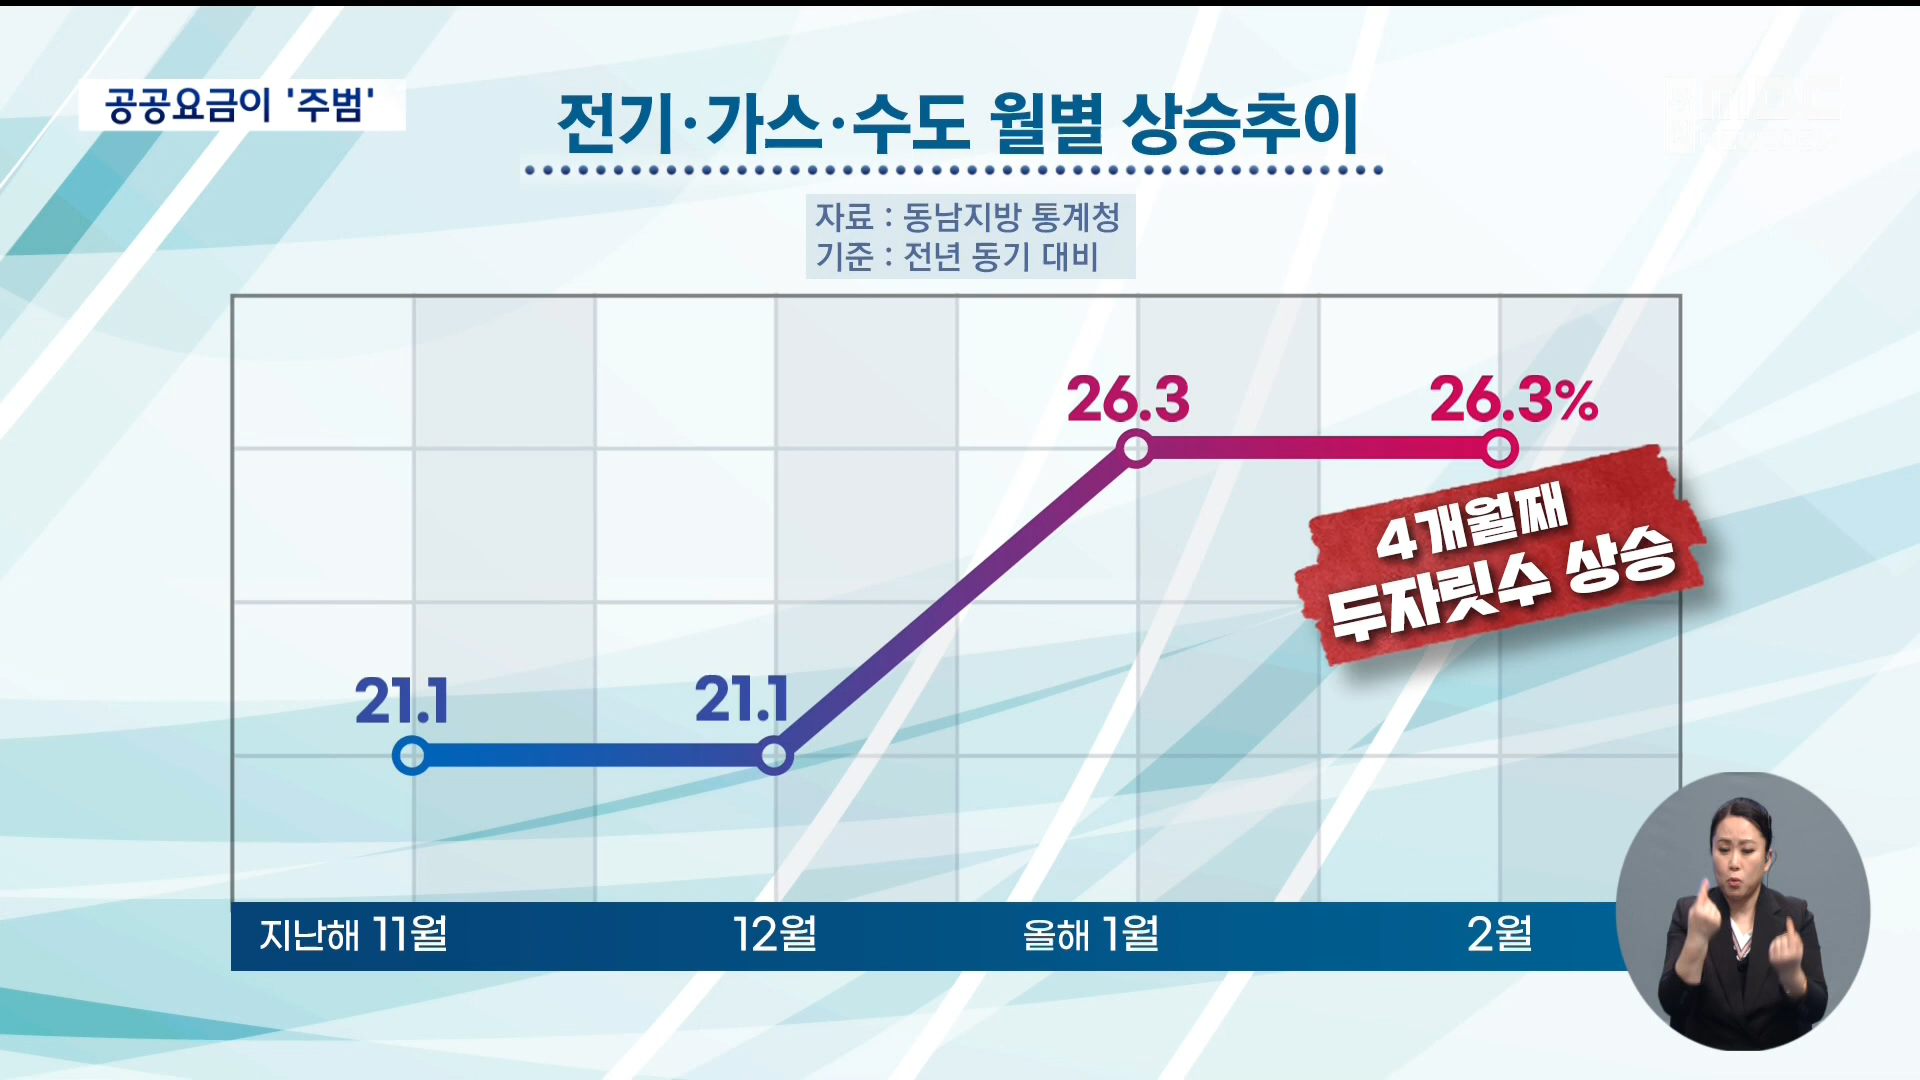 공공요금이 '주범'
전기·가스·수도 월별 상승추이
자료 : 동남지방 통계청
기준 : 전년 동기 대비
26.3
26.3%
4개월째
두자릿수 상승
21.1
21.1
지난해 11월
12월
올해 1월
2월